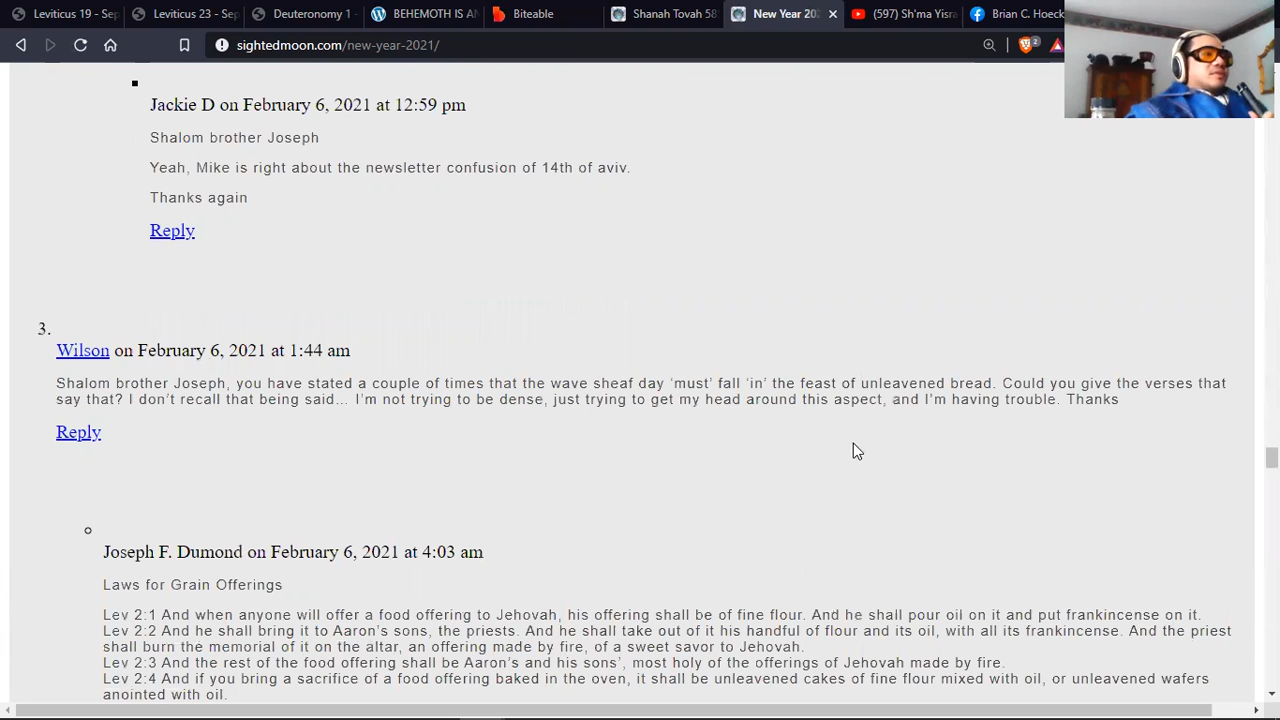 Leviticus 19 - Sep
Leviticus 23 - Sep
Deuteronomy 1 -
BEHEMOTH IS AN
Biteable
Shanah Tovah 58
New Year 202
(597) Sh'ma Yisra
Brian C. Hoeck
sightedmoon.com/new-year-2021/
2
Jackie D on February 6, 2021 at 12:59 pm
Shalom brother Joseph
Yeah, Mike is right about the newsletter confusion of 14th of aviv.
Thanks again
Reply
3.
Wilson on February 6, 2021 at 1:44 am
Shalom brother Joseph, you have stated a couple of times that the wave sheaf day ‘must’ fall ‘in’ the feast of unleavened bread. Could you give the verses that
say that? I don’t recall that being said… I’m not trying to be dense, just trying to get my head around this aspect, and I’m having trouble. Thanks
Reply
Joseph F. Dumond on February 6, 2021 at 4:03 am
Laws for Grain Offerings
Lev 2:1 And when anyone will offer a food offering to Jehovah, his offering shall be of fine flour. And he shall pour oil on it and put frankincense on it.
Lev 2:2 And he shall bring it to Aaron’s sons, the priests. And he shall take out of it his handful of flour and its oil, with all its frankincense. And the priest
shall burn the memorial of it on the altar, an offering made by fire, of a sweet savor to Jehovah.
Lev 2:3 And the rest of the food offering shall be Aaron’s and his sons’, most holy of the offerings of Jehovah made by fire.
Lev 2:4 And if you bring a sacrifice of a food offering baked in the oven, it shall be unleavened cakes of fine flour mixed with oil, or unleavened wafers
anointed with oil.